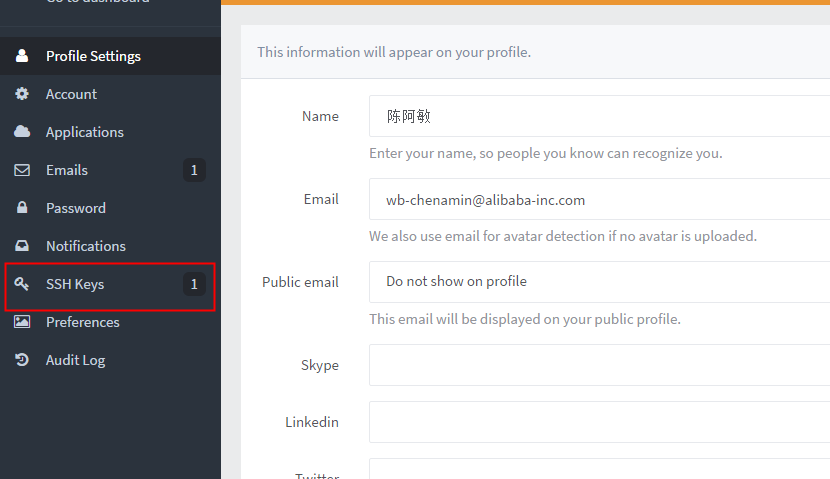 Go to dashboard
Profile Settings
Account
Applications
Emails 1
Password
Notifications
SSH Keys 1
Preferences
Audit Log
This information will appear on your profile.
Name
陈阿敏
Enter your name, so people you know can recognize you.
Email
wb-chenamin@alibaba-inc.com
We also use email for avatar detection if no avatar is uploaded.
Public email
Do not show on profile
This email will be displayed on your public profile.
Skype
Linkedin
Twitter